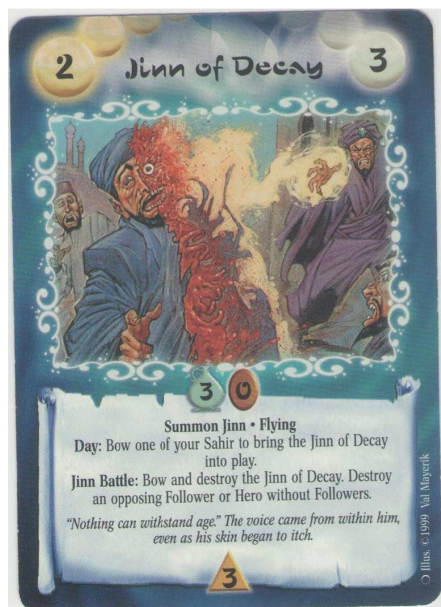 2
Jinn of Decay
3
3
0
Summon Jinn • Flying
Day: Bow one of your Sahir to bring the Jinn of Decay
into play.
Jinn Battle: Bow and destroy the Jinn of Decay. Destroy
an opposing Follower or Hero without Followers.
"Nothing can withstand age." The voice came from within him,
even as his skin began to itch.
3
Illus. ©1999 Val Mayerik